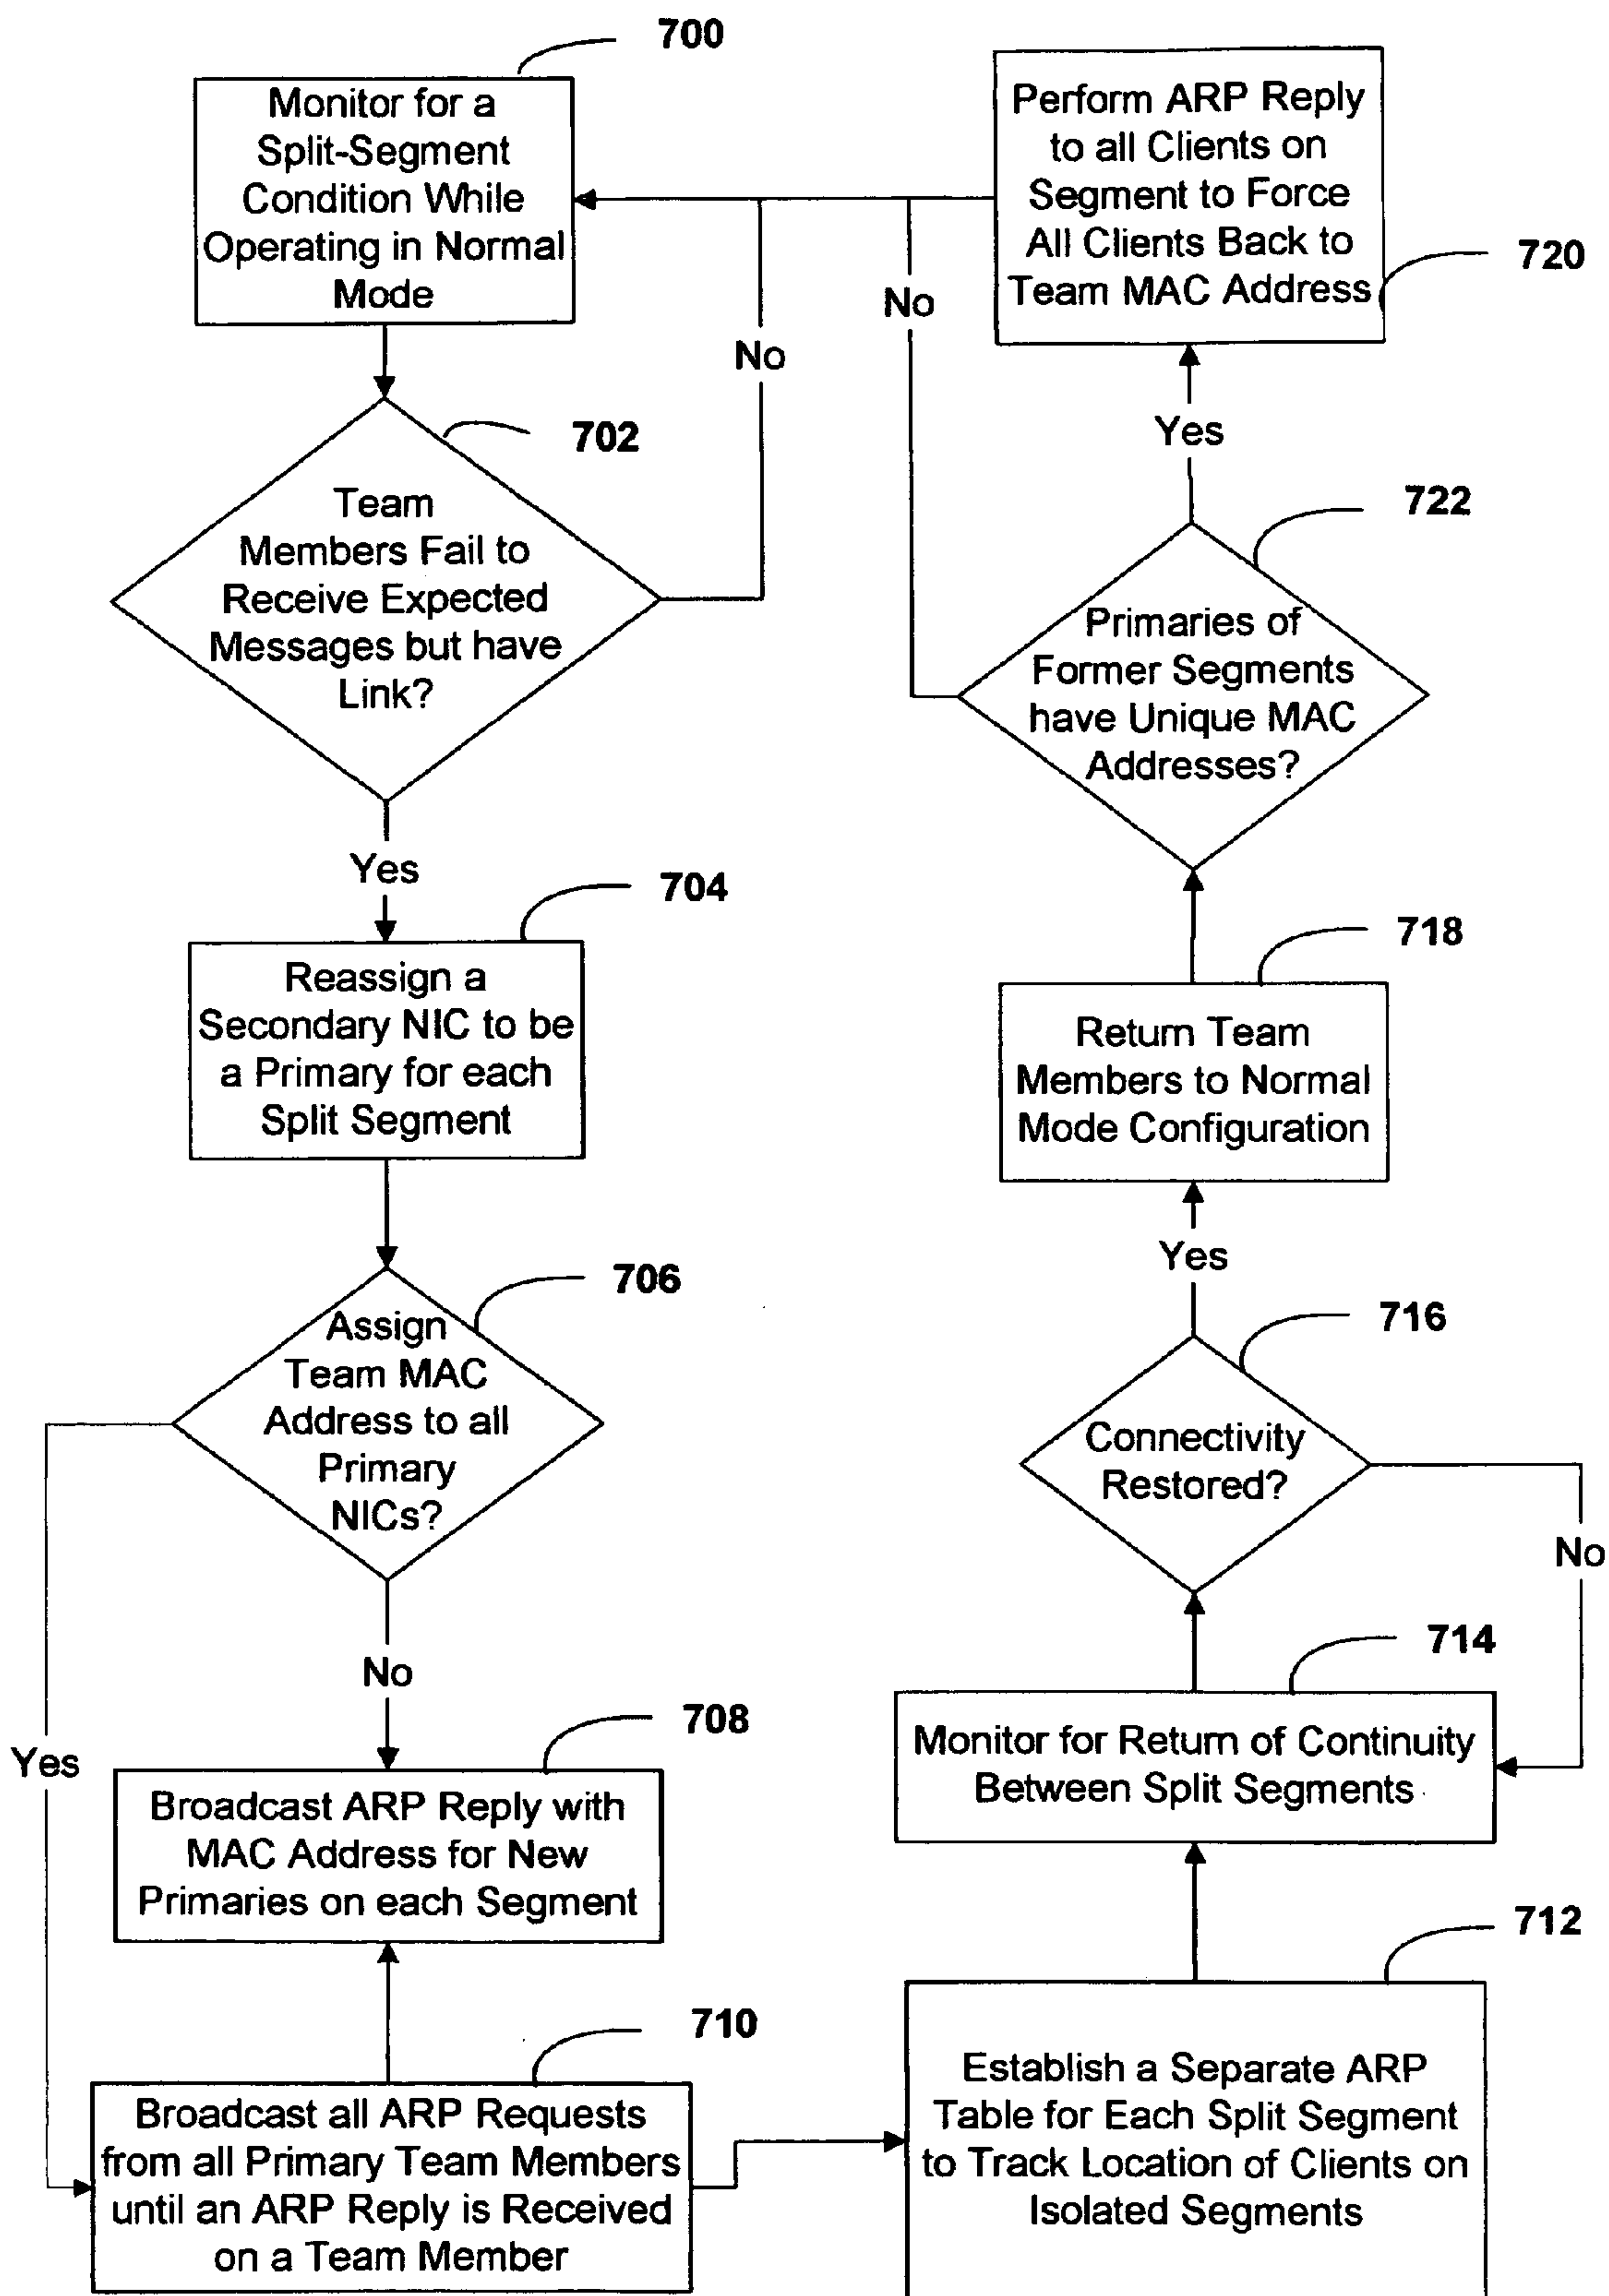 700
Monitor for a
Split-Segment
Condition While
Operating in Normal
Mode
702
Team
Members Fail to
Receive Expected
Messages but have
Link?
No
Yes
704
Reassign a
Secondary NIC to be
a Primary for each
Split Segment
706
Assign
Team MAC
Address to all
Primary
NICs?
No
Yes
708
Broadcast ARP Reply with
MAC Address for New
Primaries on each Segment
710
Broadcast all ARP Requests
from all Primary Team Members
until an ARP Reply is Received
on a Team Member
712
Establish a Separate ARP
Table for Each Split Segment
to Track Location of Clients on
Isolated Segments
714
Monitor for Return of Continuity
Between Split Segments
716
Connectivity
Restored?
No
Yes
718
Return Team
Members to Normal
Mode Configuration
722
Primaries of
Former Segments
have Unique MAC
Addresses?
No
Yes
720
Perform ARP Reply
to all Clients on
Segment to Force
All Clients Back to
Team MAC Address